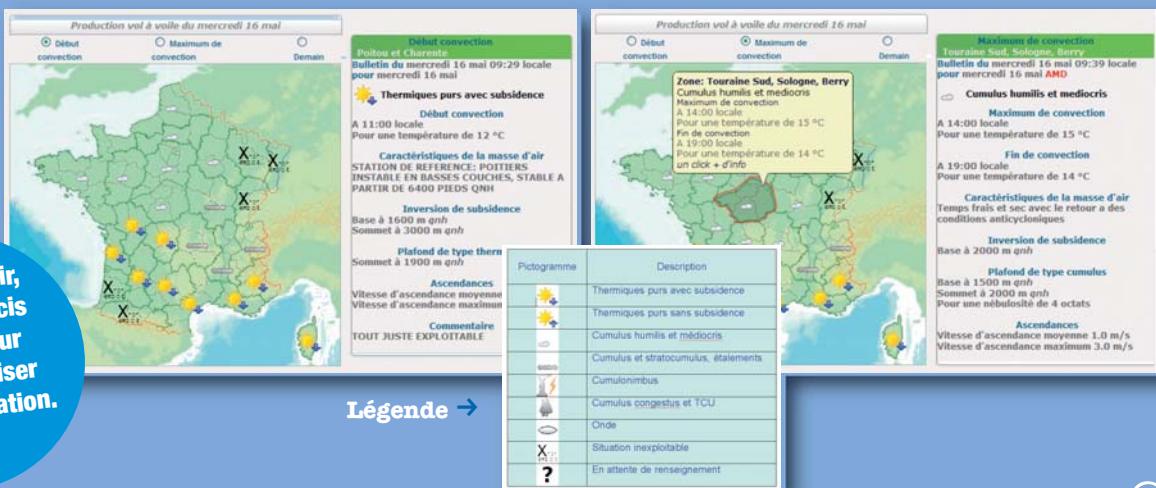 Production vol à voile du mercredi 16 mai
Début convection
Maximum de convection
Demain
Début convection
Poitou et Charente
Bulletin du mercredi 16 mai 09:29 locale
pour mercredi 16 mai
Thermiques purs avec subsidence
Début convection
A 11:00 locale
Pour une température de 12 °C
Caractéristiques de la masse d'air
STATION DE REFERENCE: POITIERS
INSTABLE EN BASSES COUCHES, STABLE A
PARTIR DE 6400 PIEDS QNH
Inversion de subsidence
Base à 1600 m qnh
Sommet à 3000 m qnh
Plafond de type therm
Sommet à 1900 m qnh
Ascendances
Vitesse d'ascendance moyenne
Vitesse d'ascendance maximum
Commentaire
TOUT JUSTE EXPLOITABLE
Production vol à voile du mercredi 16 mai
Début convection
Maximum de convection
Demain
Zone: Touraine Sud, Sologne, Berry
Cumulus humilis et mediocris
Maximum de convection
A 14:00 locale
Pour une température de 15 °C
Fin de convection
A 19:00 locale
Pour une température de 14 °C
un click + d'info
Maximum de convection
Touraine Sud, Sologne, Berry
Bulletin du mercredi 16 mai 09:39 locale
pour mercredi 16 mai AMD
Cumulus humilis et mediocris
Maximum de convection
A 14:00 locale
Pour une température de 15 °C
Fin de convection
A 19:00 locale
Pour une température de 14 °C
Caractéristiques de la masse d'air
Temps frais et sec avec le retour a des
conditions anticycloniques
Inversion de subsidence
Base à 2000 m qnh
Plafond de type cumulus
Base à 1500 m qnh
Sommet à 2000 m qnh
Pour une nébulosité de 4 octats
Ascendances
Vitesse d'ascendance moyenne 1.0 m/s
Vitesse d'ascendance maximum 3.0 m/s
ir,
cis
ur
iser
ation.
Légende →
Pictogramme Description
Thermiques purs avec subsidence
Thermiques purs sans subsidence
Cumulus humilis et médiocris
Cumulus et stratocumulus, étalements
Cumulonimbus
Cumulus congestus et TCU
Onde
Situation inexploitable
? En attente de renseignement